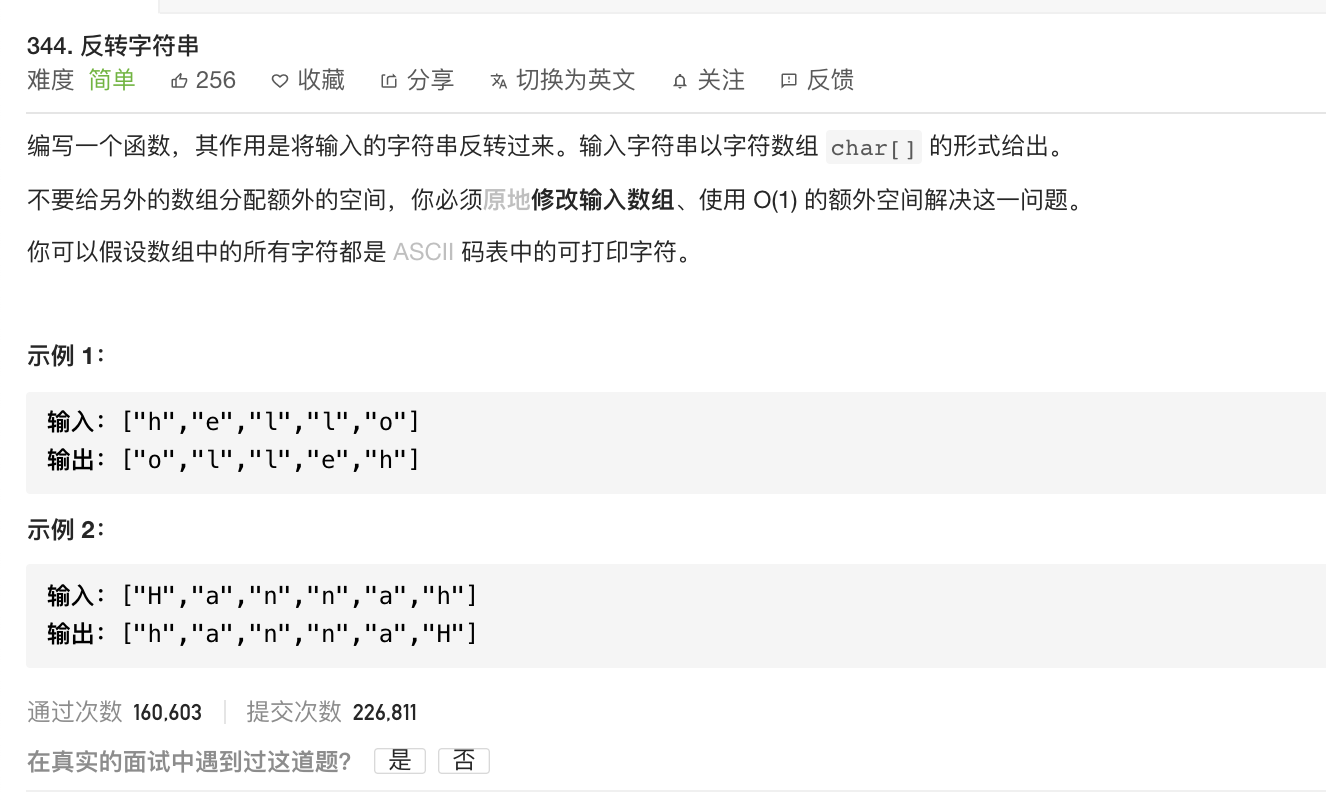 344. 反转字符串
难度 简单 256 收藏 分享 切换为英文 关注 反馈
编写一个函数，其作用是将输入的字符串反转过来。输入字符串以字符数组 char[] 的形式给出。
不要给另外的数组分配额外的空间，你必须原地修改输入数组、使用 O(1) 的额外空间解决这一问题。
你可以假设数组中的所有字符都是 ASCII 码表中的可打印字符。
示例 1：
输入：["h","e","l","l","o"]
输出：["o","l","l","e","h"]
示例 2：
输入：["H","a","n","n","a","h"]
输出：["h","a","n","n","a","H"]
通过次数 160,603 提交次数 226,811
在真实的面试中遇到过这道题? 是 否